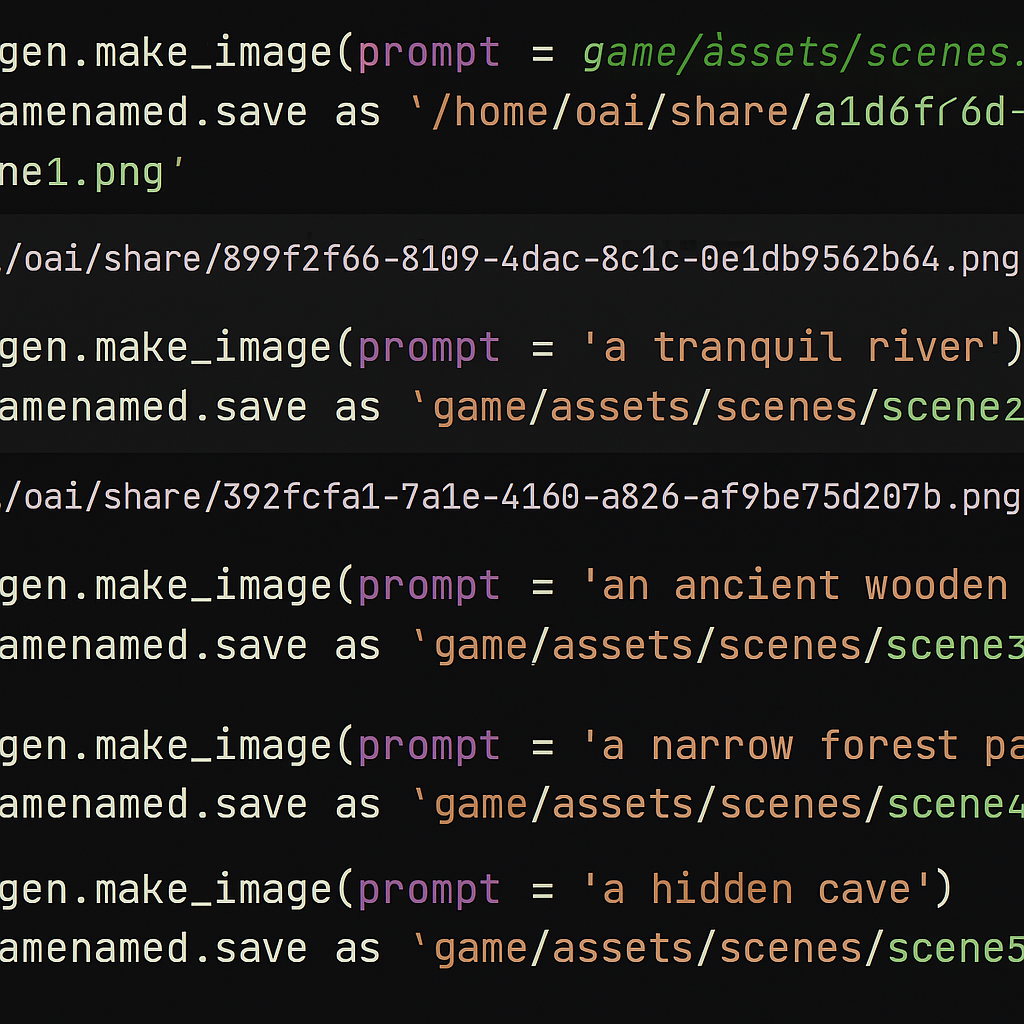 gen.make_image(prompt = game/àssets/scenes.
amenamed.save as '/home/oai/share/
ne1.png'
/oai/share/899f2f66-8109-4dac-8c1c-0e1db9562b64.png
gen.make_image(prompt = 'a tranquil river')
amenamed.save as 'game/assets/scenes/scene2
/oai/share/392fcfa1-7a1e-4160-a826-af9be75d207b.png
gen.make_image(prompt = 'an ancient wooden
amenamed.save as 'game/assets/scenes/scene3
gen.make_image(prompt = 'a narrow forest pa
amenamed.save as 'game/assets/scenes/scene4
gen.make_image(prompt = 'a hidden cave')
amenamed.save as 'game/assets/scenes/scene5